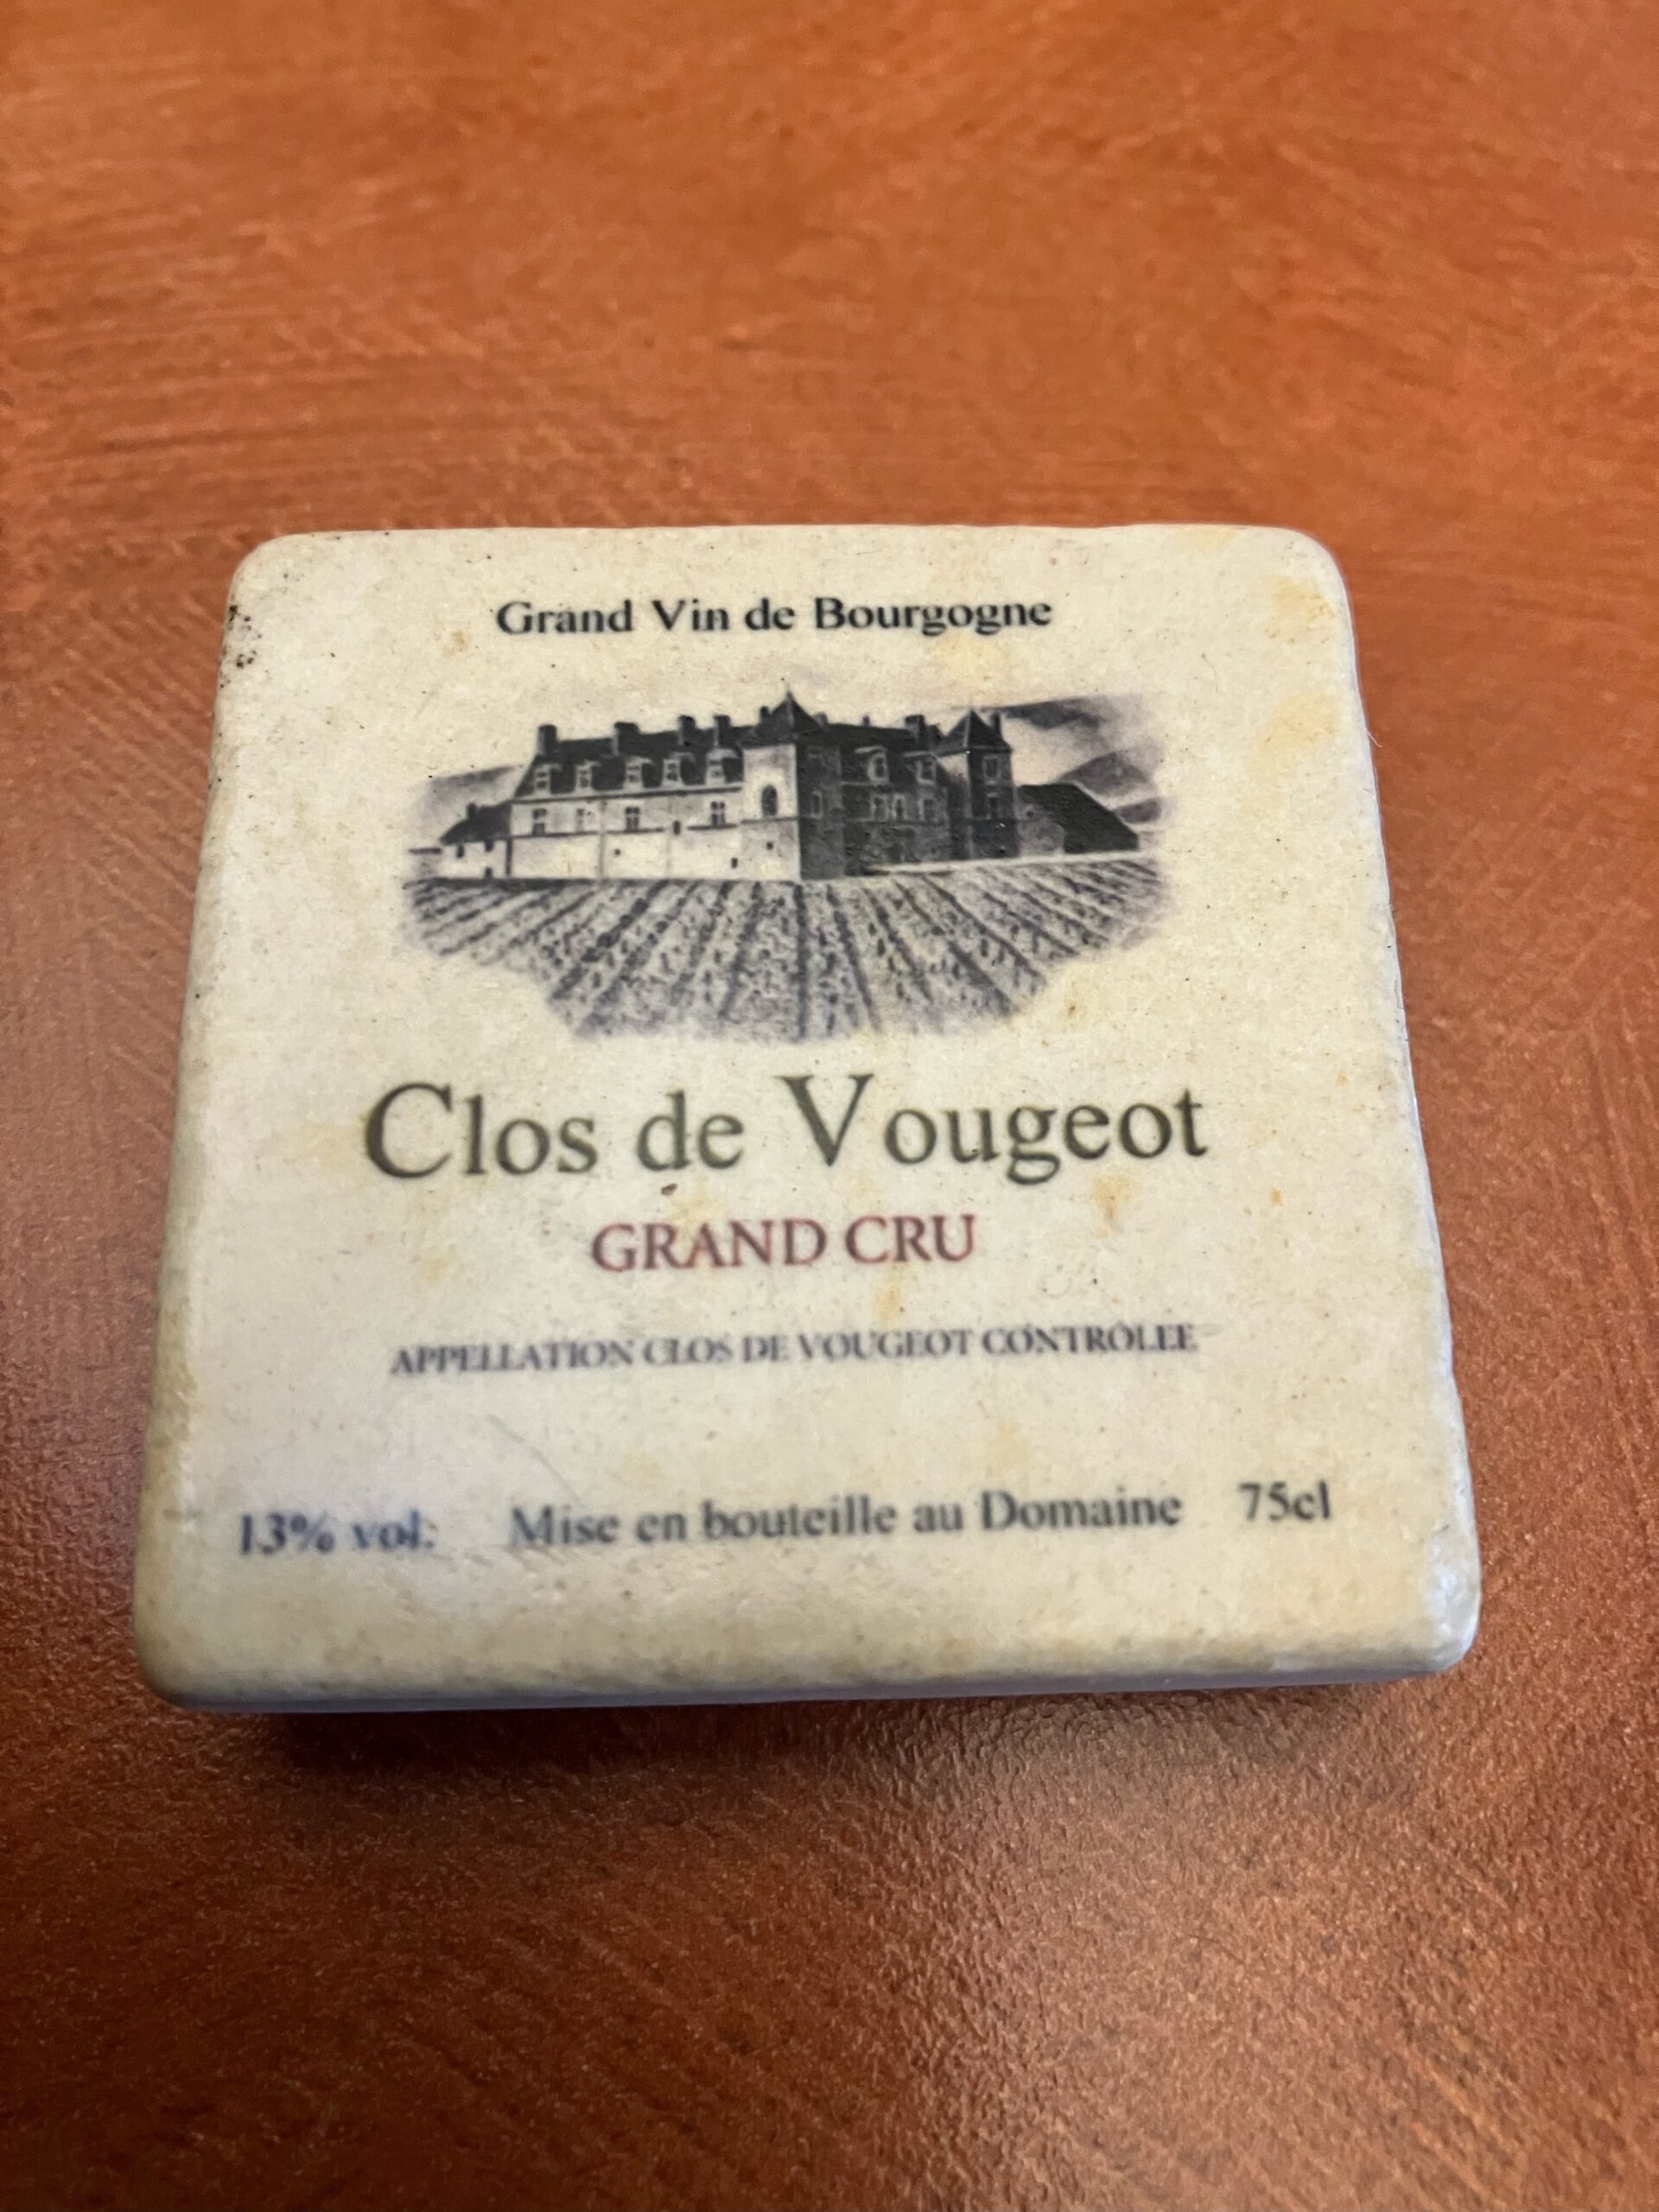 Grand Vin de Bourgogne
Clos de Vougeot
GRAND CRU
APPELLATION CLOS DE VOUGEOT CONTRÔLÉE
13% vol. Mise en bouteille au Domaine 75cl